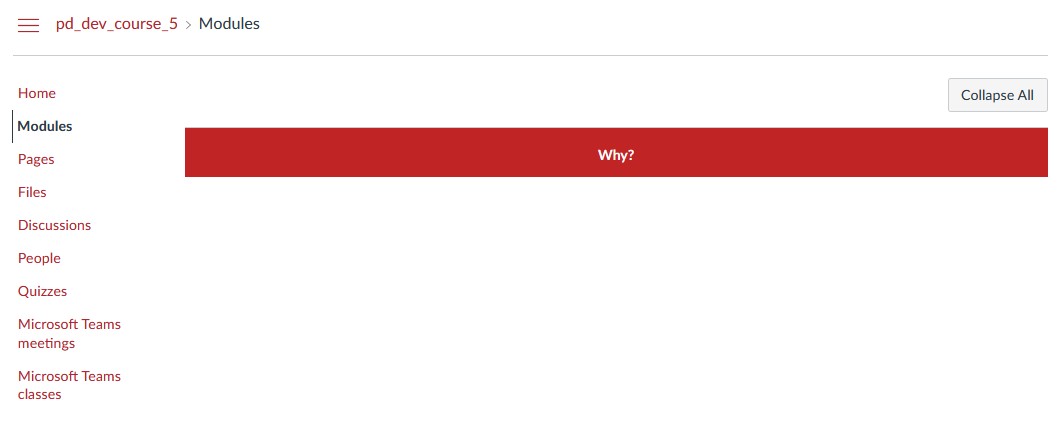 pd_dev_course_5 > Modules
Collapse All
Home
Modules
Pages
Files
Discussions
People
Quizzes
Microsoft Teams
meetings
Microsoft Teams
classes
Why?